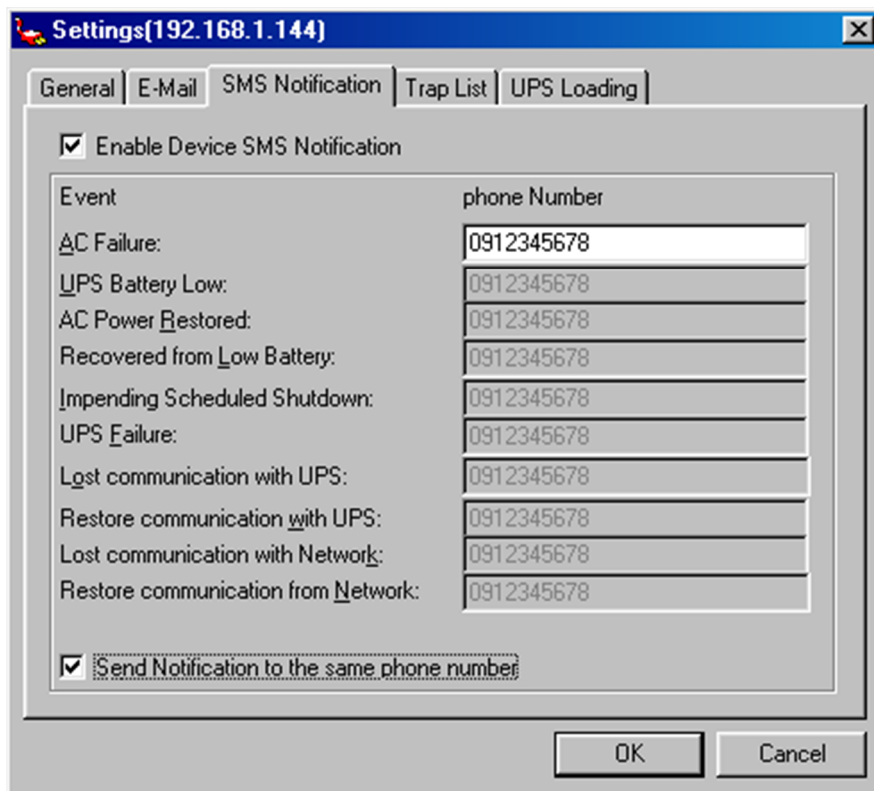 Settings(192.168.1.144)
General E-Mail SMS Notification Trap List UPS Loading
Enable Device SMS Notification
Event phone Number
AC Failure: 0912345678
UPS Battery Low: 0912345678
AC Power Restored: 0912345678
Recovered from Low Battery: 0912345678
Impending Scheduled Shutdown: 0912345678
UPS Failure: 0912345678
Lost communication with UPS: 0912345678
Restore communication with UPS: 0912345678
Lost communication with Network: 0912345678
Restore communication from Network: 0912345678
Send Notification to the same phone number
OK Cancel